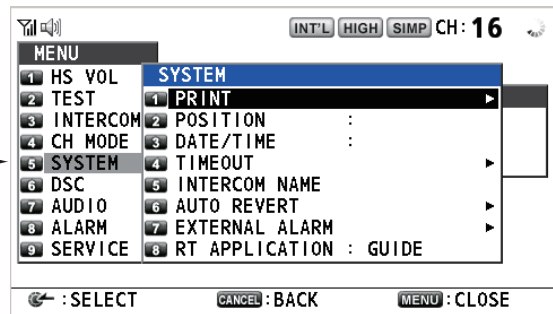 INT'L HIGH SIMP CH: 16
MENU
1 HS VOL
2 TEST
3 INTERCOM
4 CH MODE
5 SYSTEM
6 DSC
7 AUDIO
8 ALARM
9 SERVICE
SYSTEM
1 PRINT
2 POSITION :
3 DATE/TIME :
4 TIMEOUT
5 INTERCOM NAME
6 AUTO REVERT
7 EXTERNAL ALARM
8 RT APPLICATION : GUIDE
: SELECT CANCEL : BACK MENU : CLOSE